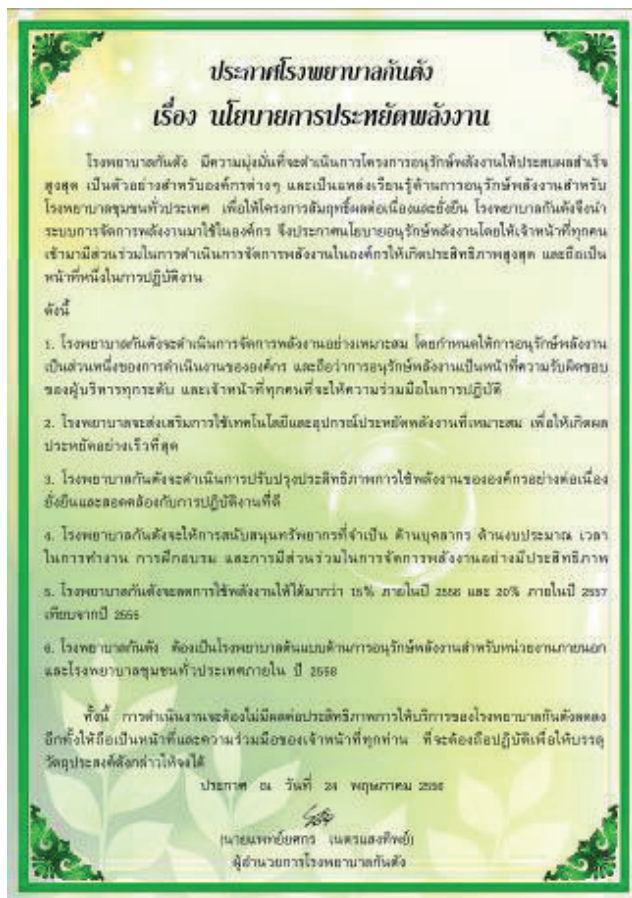 ประกาศโรงพยาบาลกันตัง
เรื่อง นโยบายการประหยัดพลังงาน
โรงพยาบาลกันตัง มีความมุ่งมั่นที่จะดำเนินการโครงการอนุรักษ์พลังงานให้ประสบผลสำเร็จ
สูงสุด เป็นตัวอย่างสำหรับองค์กรต่างๆ และเป็นแหล่งเรียนรู้ด้านการอนุรักษ์พลังงานสำหรับ
โรงพยาบาลชุมชนทั่วประเทศ เพื่อให้โครงการสัมฤทธิ์ผลต่อเนื่องและยั่งยืน โรงพยาบาลกันตังจึงนำ
ระบบการจัดการพลังงานมาใช้ในองค์กร จึงประกาศนโยบายอนุรักษ์พลังงานโดยให้เจ้าหน้าที่ทุกคน
เข้ามามีส่วนร่วมในการดำเนินการจัดการพลังงานในองค์กรให้เกิดประสิทธิภาพสูงสุด และถือเป็น
หน้าที่หนึ่งในการปฏิบัติงาน
ดังนี้
1. โรงพยาบาลกันตังจะดำเนินการจัดการพลังงานอย่างเหมาะสม โดยกำหนดให้การอนุรักษ์พลังงาน
เป็นส่วนหนึ่งของการดำเนินงานขององค์กร และถือว่าการอนุรักษ์พลังงานเป็นหน้าที่ความรับผิดชอบ
ของผู้บริหารทุกระดับ และเจ้าหน้าที่ทุกคนที่จะให้ความร่วมมือในการปฏิบัติ
2. โรงพยาบาลจะส่งเสริมการใช้เทคโนโลยีและอุปกรณ์ประหยัดพลังงานที่เหมาะสม เพื่อให้เกิดผล
ประหยัดอย่างเร็วที่สุด
3. โรงพยาบาลกันตังจะดำเนินการปรับปรุงประสิทธิภาพการใช้พลังงานขององค์กรอย่างต่อเนื่อง
ยั่งยืนและสอดคล้องกับการปฏิบัติงานที่ดี
4. โรงพยาบาลกันตังจะให้การสนับสนุนทรัพยากรที่จำเป็น ด้านบุคลากร ด้านงบประมาณ เวลา
ในการทำงาน การฝึกอบรม และการมีส่วนร่วมในการจัดการพลังงานอย่างมีประสิทธิภาพ
5. โรงพยาบาลกันตังจะลดการใช้พลังงานให้ได้มากว่า 15% ภายในปี 2556 และ 20% ภายในปี 2557
เทียบจากปี 2555
6. โรงพยาบาลกันตัง ต้องเป็นโรงพยาบาลต้นแบบด้านการอนุรักษ์พลังงานสำหรับหน่วยงานภายนอก
และโรงพยาบาลชุมชนทั่วประเทศภายใน ปี 2558
ทั้งนี้ การดำเนินงานจะต้องไม่มีผลต่อประสิทธิภาพการให้บริการของโรงพยาบาลกันตังลดลง
อีกทั้งให้ถือเป็นหน้าที่และความร่วมมือของเจ้าหน้าที่ทุกท่าน ที่จะต้องถือปฏิบัติเพื่อให้บรรลุ
วัตถุประสงค์ดังกล่าวให้จงได้
ประกาศ ณ วันที่ 24 พฤษภาคม 2556
(นายแพทย์ยศกร เนตรแสงทิพย์)
ผู้อำนวยการโรงพยาบาลกันตัง